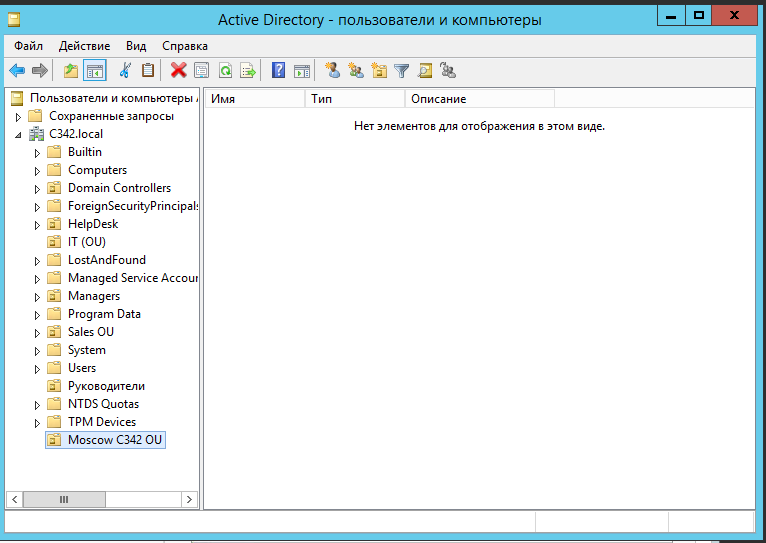 Active Directory - пользователи и компьютеры
Файл Действие Вид Справка
Пользователи и компьютеры
Сохраненные запросы
C342.local
Builtin
Computers
Domain Controllers
ForeignSecurityPrincipals
HelpDesk
IT (OU)
LostAndFound
Managed Service Accour
Managers
Program Data
Sales OU
System
Users
Руководители
NTDS Quotas
TPM Devices
Moscow C342 OU
Имя Тип Описание
Нет элементов для отображения в этом виде.